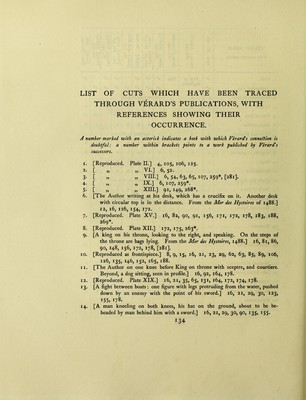 LIST OF CUTS WHICH HAVE BEEN TRACED
THROUGH VÉRARD'S PUBLICATIONS, WITH
REFERENCES SHOWING THEIR
OCCURRENCE.
A number marked with an asterisk indicates a book with which Vérard's connection is
doubtful: a number within brackets points to a work published by Vérard's
successors.
1. [Reproduced. Plate II.] 4, 105, 106, 125.
2. [ „ „ VI.] 6, 52.
3. [ „ „ VIII.] 6, 54, 63, 65, 107, 259*, [281].
4. [ „ „ IX.] 6, 107, 259*.
5. [ „ „ XIII.] 92, 149, 268*.
6. [The Author writing at his desk, which has a crucifix on it. Another desk
with circular top is in the distance. From the Mer des Hystoires of 1488.]
12, 16, 126, 154, 172.
7. [Reproduced. Plate XV.] 16, 82, 90, 91, 156, 171, 172, 178, 183, 188,
269*.
8. [Reproduced. Plate XII.] 172, 175, 263*.
9. A king on his throne, looking to the right, and speaking. On the steps of
the throne are bags lying. From the Mer des Hystoires, 1488.] 16, 81, 86,
90, 148, 156, 172, 178, [281].
10. [Reproduced as frontispiece.] 8, 9, 15, 16, 21, 23, 29, 62, 63, 85, 89, 106,
126, 135, 146, 152, 165, 188.
11. [The Author on one knee before King on throne with sceptre, and courtiers.
Beyond, a dog sitting, seen in profile.] 16, 92, 164, 178.
12. [Reproduced. Plate XIX.] 16, 21, 35, 65, 131, 164, 172, 174, 178.
13. [A fight between boats: one figure with legs protruding from the water, pushed
down by an enemy with the point of his sword.] 16, 21, 29, 30, 123,
155, 178.
14. [A man kneeling on both knees, his hat on the ground, about to be be-
headed by man behind him with a sword.] 16, 21, 29, 30, 90, 135, 155.
134